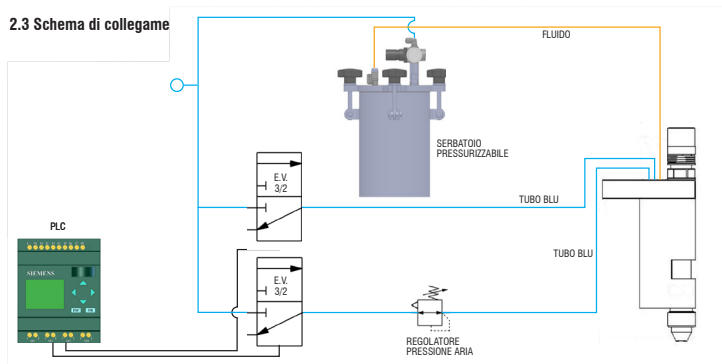 2.3 Schema di collegame
FLUIDO
SERBATOIO
PRESSURIZZABILE
E.V.
3/2
TUBO BLU
PLC
TUBO BLU
SIEMENS
E.V.
3/2
REGOLATORE
PRESSIONE ARIA